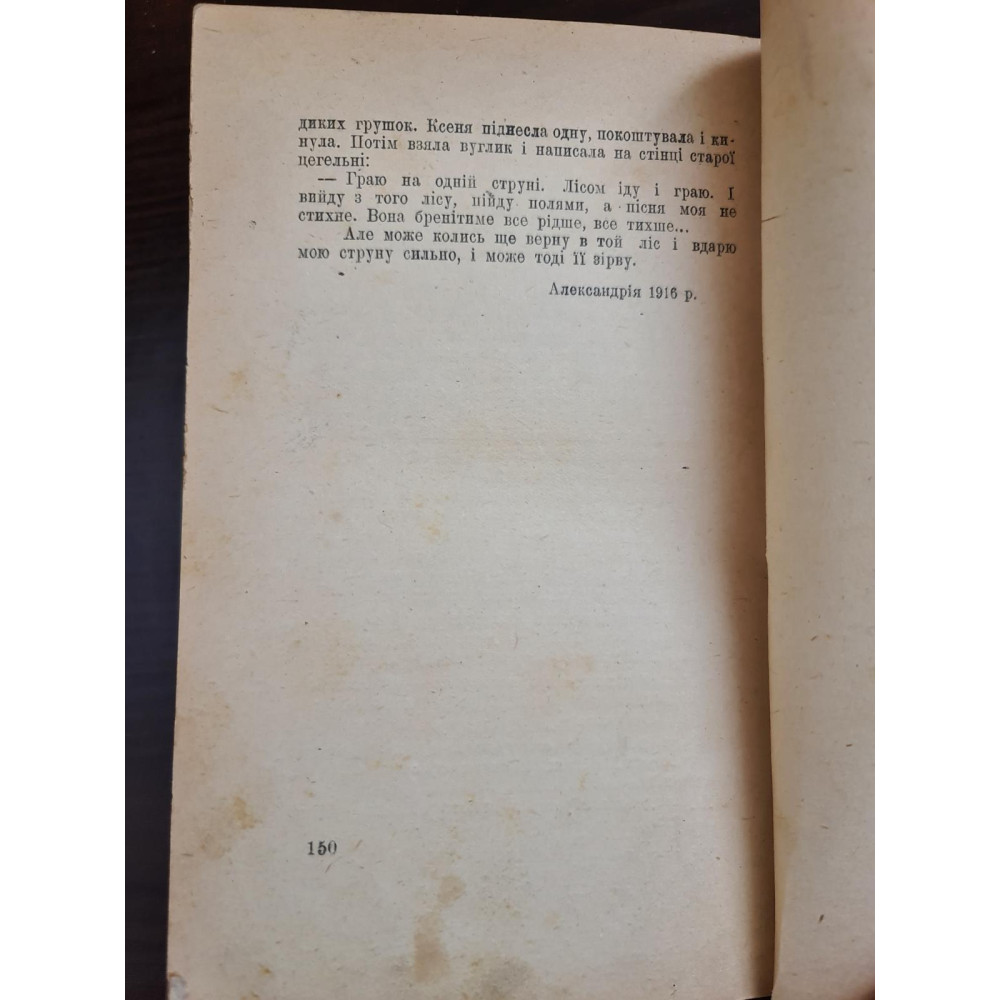 диких грушок. Ксеня піднесла одну, покоштувала і ки-
нула. Потім взяла вуглик і написала на стінці старої
цегельні:
— Граю на одній струні. Лісом іду і граю. І
вийду з того лісу, пійду полями, а пісня моя не
стихне. Вона бренітиме все рідше, все тихше...
Але може колись ще верну в той ліс і вдарю
мою струну сильно, і може тоді її зірву.
Александрія 1916 р.
150